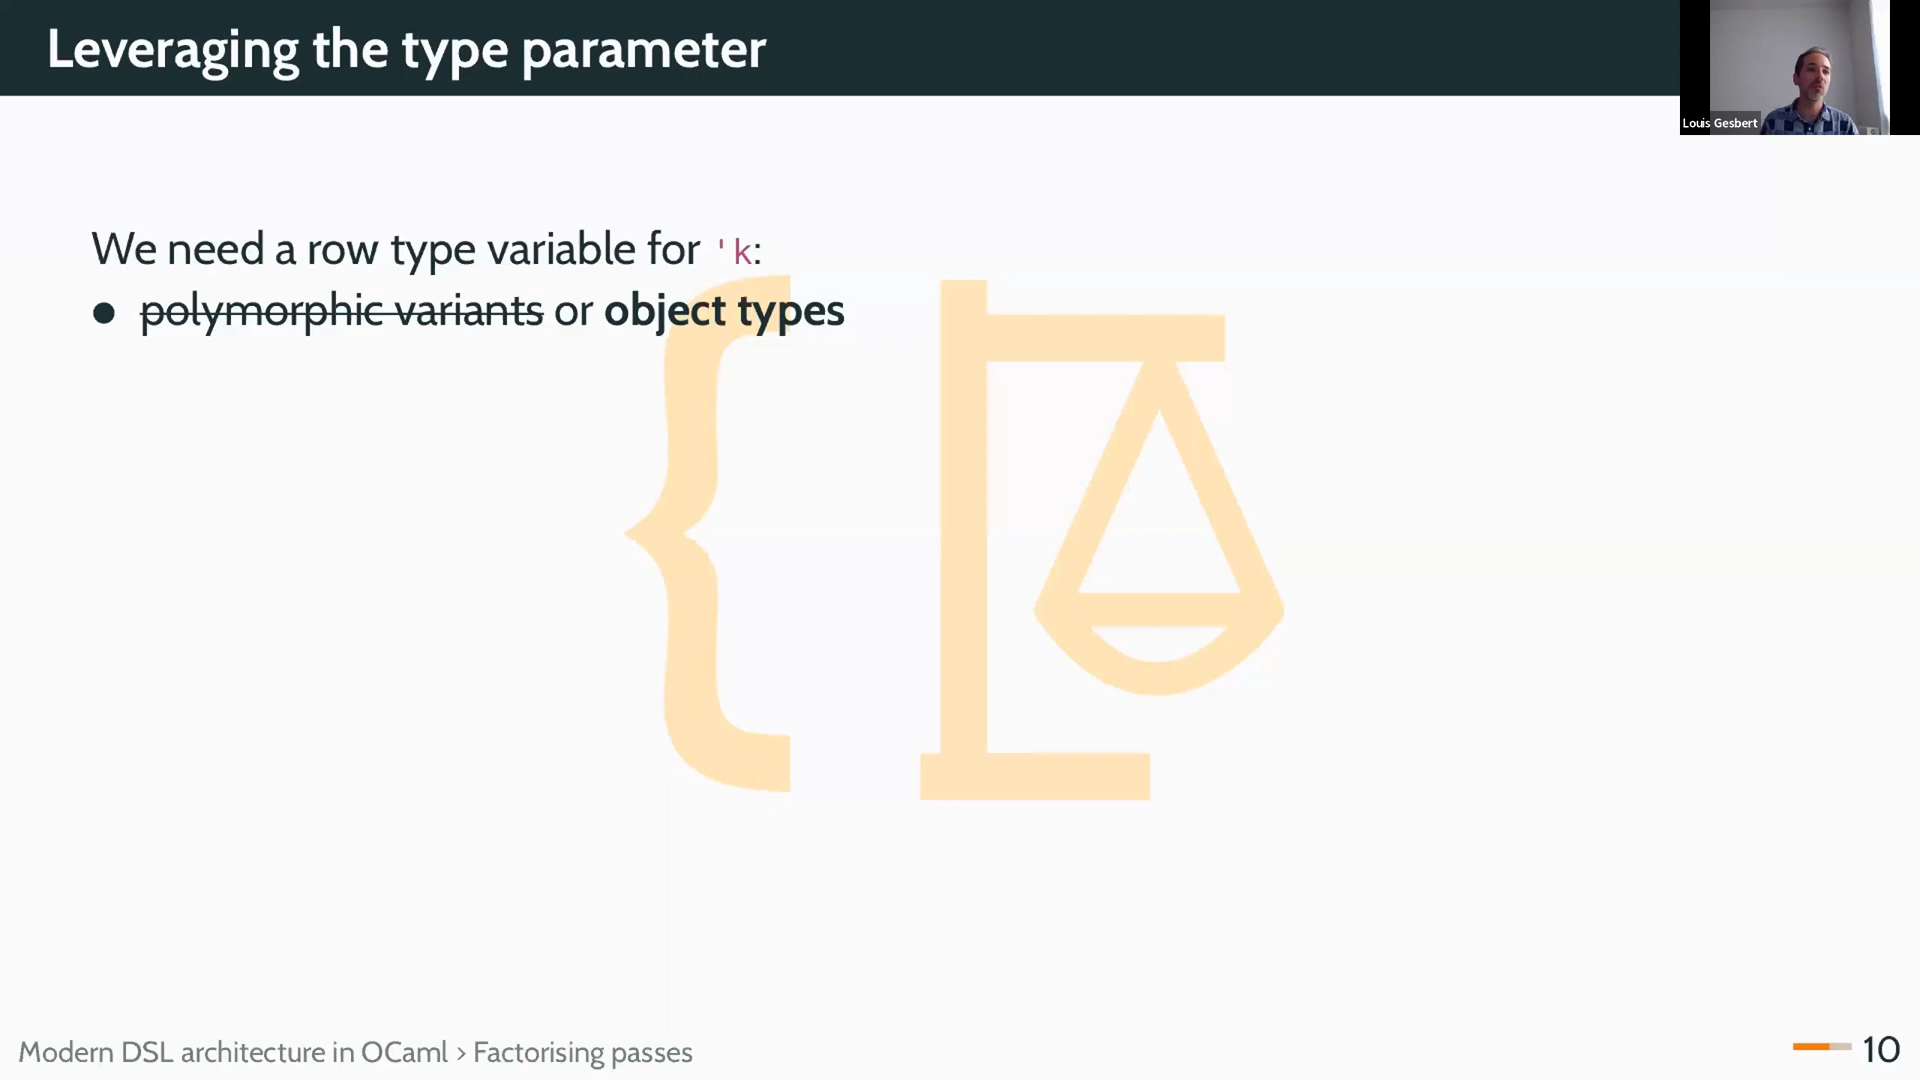 Leveraging the type parameter
Louis Gesbert
We need a row type variable for 'k:
● polymorphic variants or object types
Modern DSL architecture in OCaml › Factorising passes
10